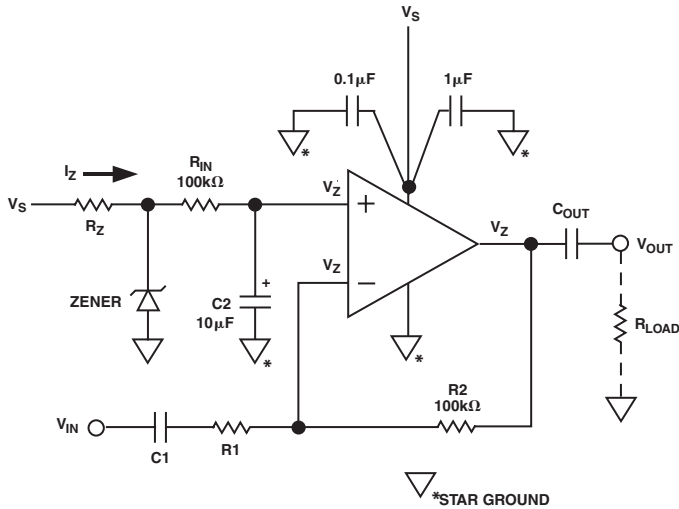 VS
0.1µF
1µF
*
*
IZ
RIN
100kΩ
VZ
VS
RZ
+
COUT
VZ
VOUT
VZ
–
ZENER
+
C2
10µF
*
*
RLOAD
R2
100kΩ
VIN
C1
R1
*STAR GROUND